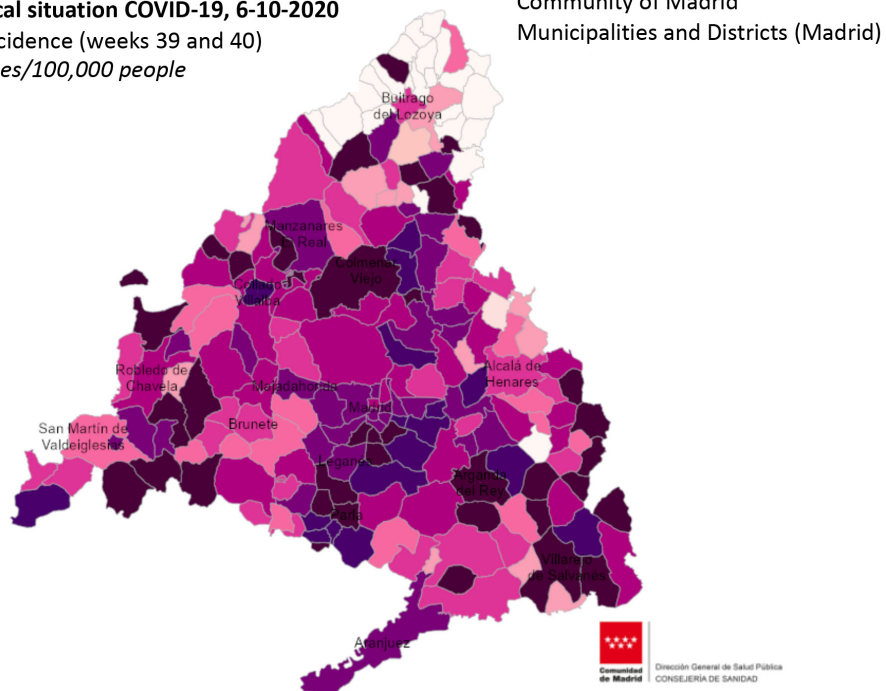 cal situation COVID-19, 6-10-2020
cidence (weeks 39 and 40)
es/100,000 people
Community of Madrid
Municipalities and Districts (Madrid)
Buitrago
del Lozoya
Manzanares
El Real
Colmenar
Viejo
Collado
Villalba
Robledo de
Chavela
Majadahonda
Alcalá de
Henares
Madrid
San Martín de
Valdeiglesias
Brunete
Leganés
Arganda
del Rey
Parla
Villarejo
de Salvanés
Aranjuez
Comunidad
de Madrid
Dirección General de Salud Pública
CONSEJERÍA DE SANIDAD